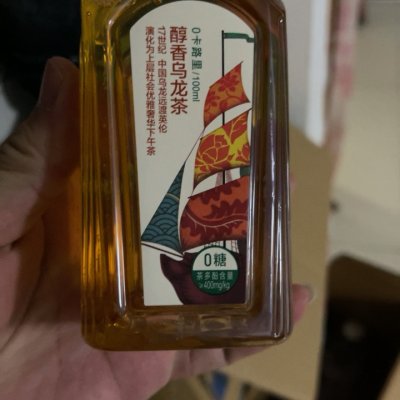 0卡路里/100ml
醇香乌龙茶
17世纪 中国乌龙远渡英伦
演化为上层社会优雅奢华下午茶
0糖
茶多酚含量
≥400mg/kg